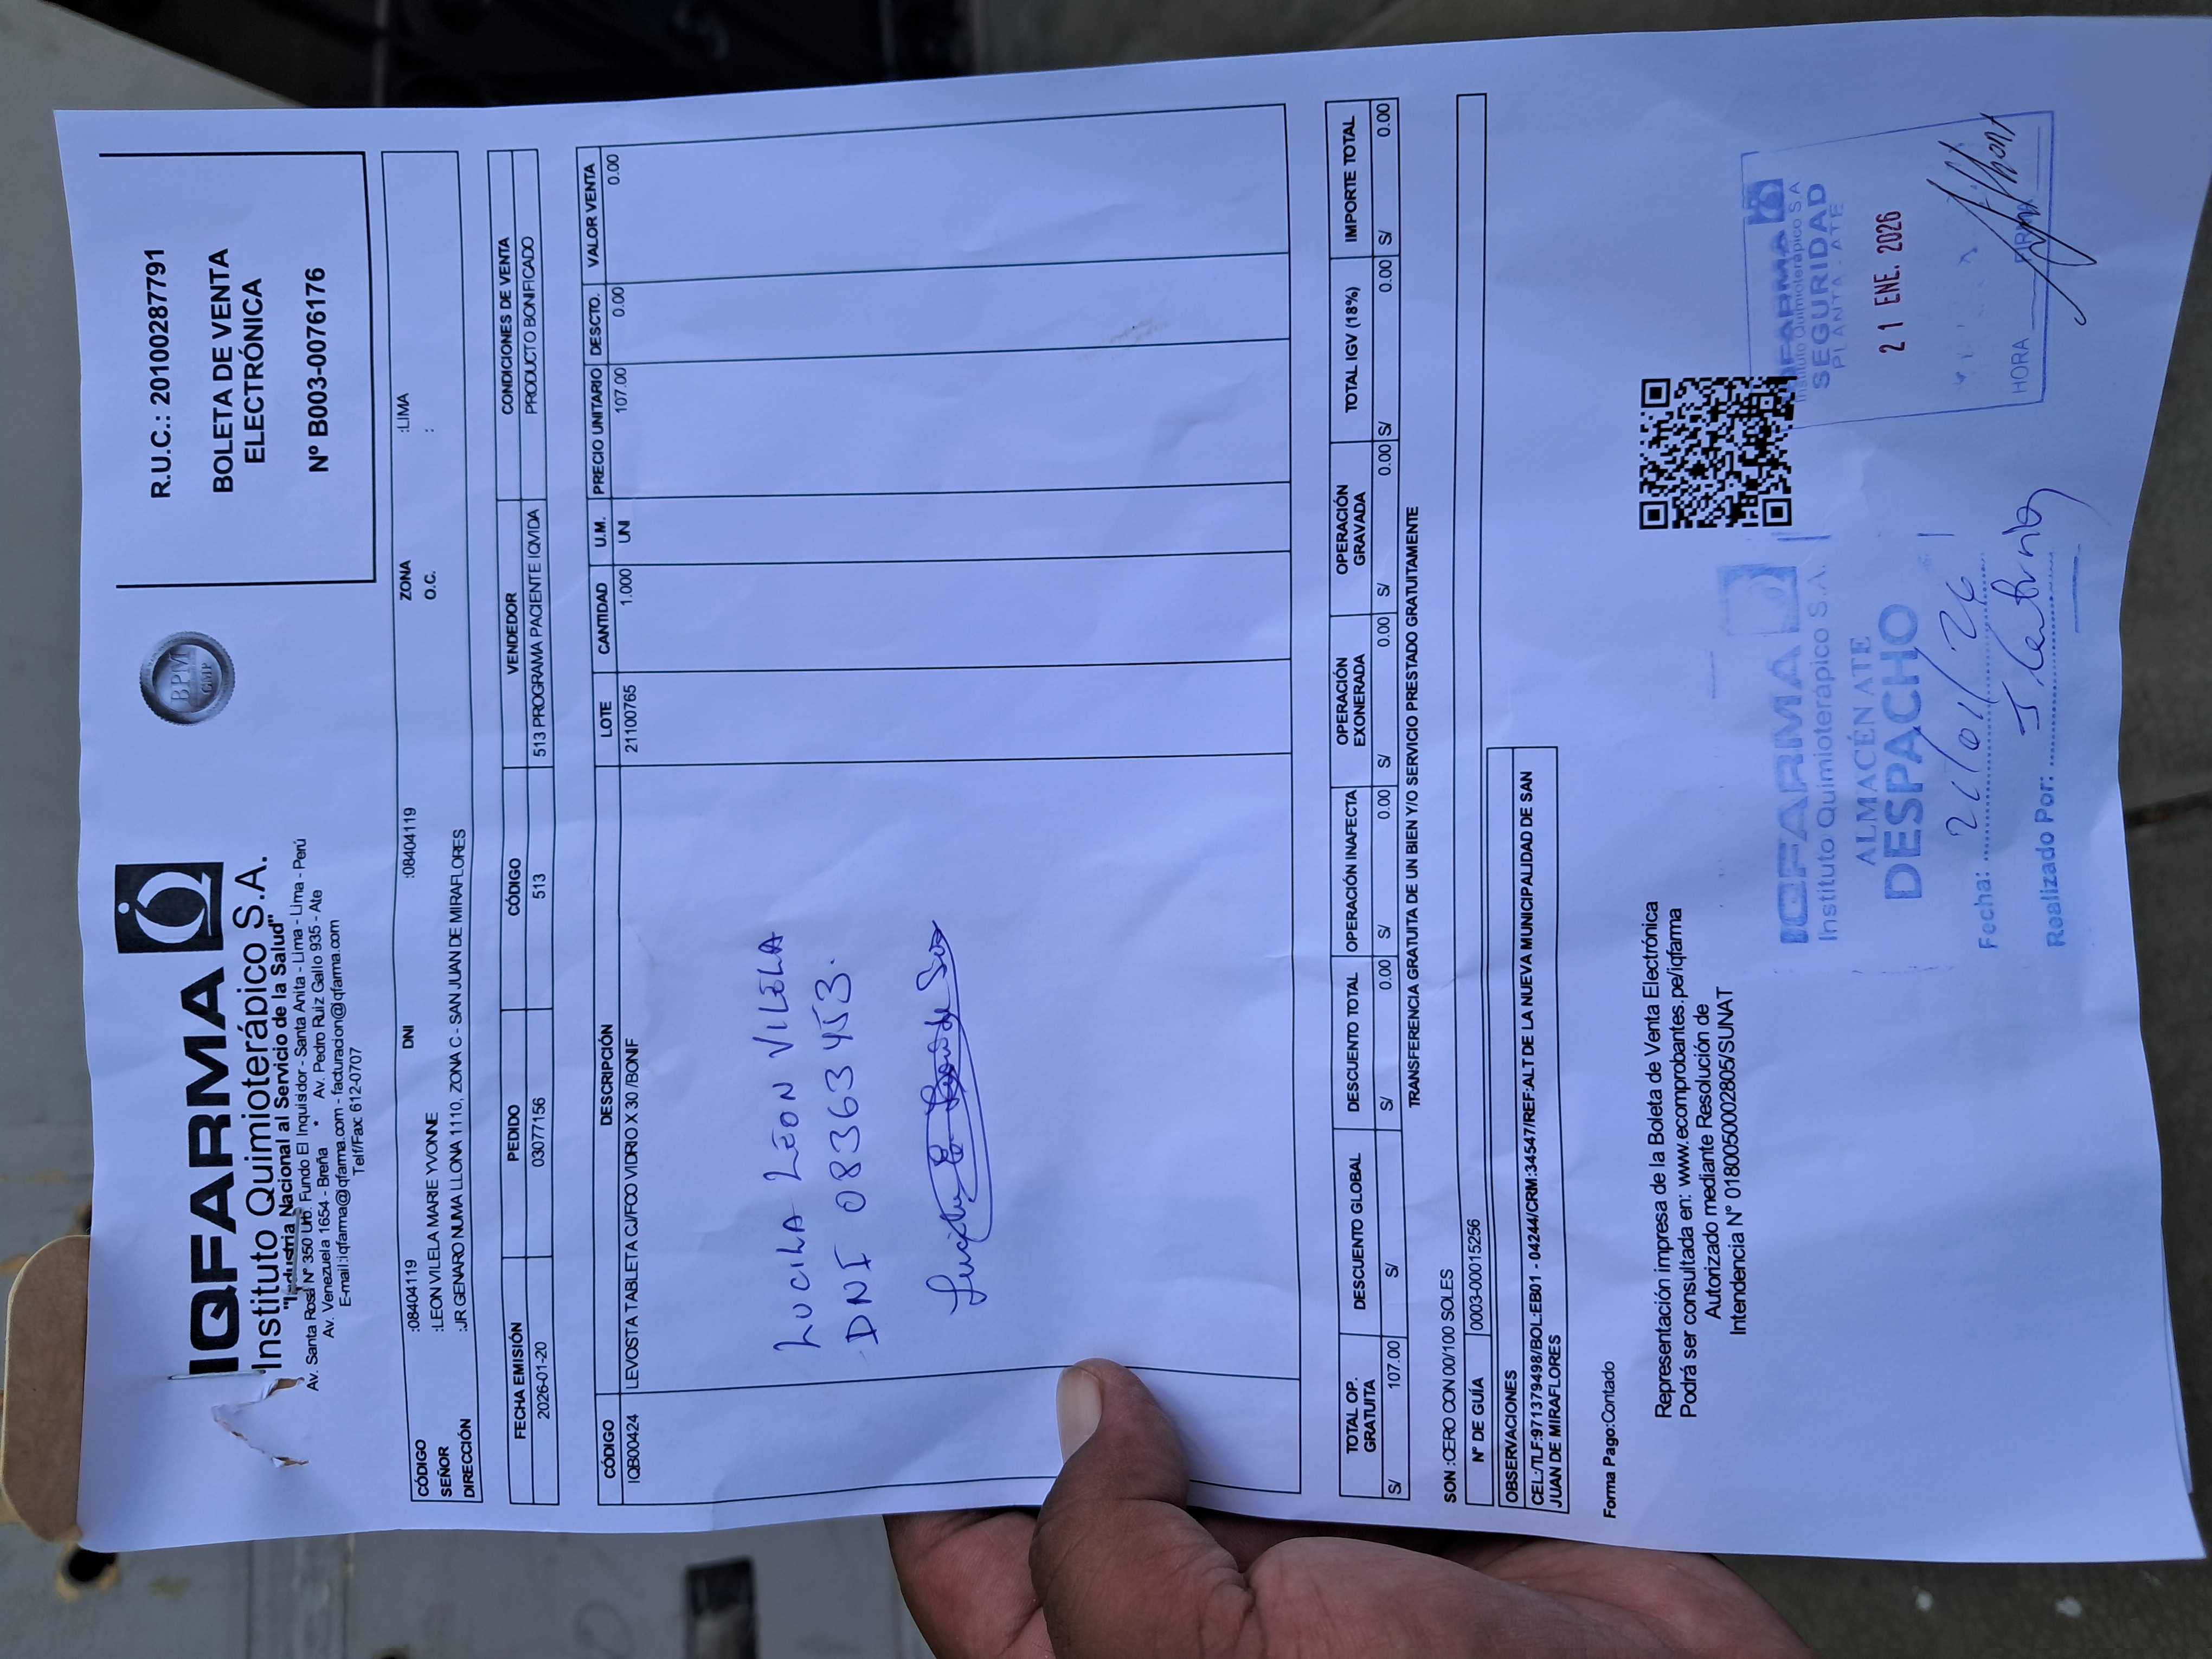 IQFARMA
Instituto Quimioterápico S.A.
"Industria Nacional al Servicio de la Salud"
Av. Santa Rosa Nº 350 Urb. Fundo El Inquisidor - Santa Anita - Lima - Lima - Perú
Av. Venezuela 1654 - Breña * Av. Pedro Ruiz Gallo 935 - Ate
E-mail:iqfarma@iqfarma.com - facturacion@iqfarma.com
Telf/Fax: 612-0707
BPM
GMP
R.U.C.: 20100287791
BOLETA DE VENTA
ELECTRÓNICA
Nº B003-0076176
CÓDIGO :08404119 DNI :08404119 ZONA :LIMA
SEÑOR :LEON VILELA MARIE YVONNE O.C. :
DIRECCIÓN :JR GENARO NUMA LLONA 1110, ZONA C - SAN JUAN DE MIRAFLORES
FECHA EMISIÓN PEDIDO CÓDIGO VENDEDOR CONDICIONES DE VENTA
2026-01-20 03077156 513 513 PROGRAMA PACIENTE IQVIDA PRODUCTO BONIFICADO
CÓDIGO DESCRIPCIÓN LOTE CANTIDAD U.M. PRECIO UNITARIO DESCTO. VALOR VENTA
IQB00424 LEVOSTA TABLETA CJ/FCO VIDRIO X 30 /BONIF 21100765 1.000 UNI 107.00 0.00 0.00
LUCILA LEON VILELA
DNI 08363453.
TOTAL OP. GRATUITA DESCUENTO GLOBAL DESCUENTO TOTAL OPERACIÓN INAFECTA OPERACIÓN EXONERADA OPERACIÓN GRAVADA TOTAL IGV (18%) IMPORTE TOTAL
S/ 107.00 S/ S/ 0.00 S/ 0.00 S/ 0.00 S/ 0.00 S/ 0.00 S/ 0.00
TRANSFERENCIA GRATUITA DE UN BIEN Y/O SERVICIO PRESTADO GRATUITAMENTE
SON :CERO CON 00/100 SOLES
Nº DE GUÍA 0003-00015256
OBSERVACIONES
CEL:/TLF:971379498/BOL:EB01 - 04244/CRM:34547/REF:ALT DE LA NUEVA MUNICIPALIDAD DE SAN
JUAN DE MIRAFLORES
Forma Pago:Contado
Representación impresa de la Boleta de Venta Electrónica
Podrá ser consultada en: www.ecomprobantes.pe/iqfarma
Autorizado mediante Resolución de
Intendencia N° 0180050002805/SUNAT
IQFARMA
Instituto Quimioterápico S.A.
ALMACÉN ATE
DESPACHO
Fecha: 21/01/26
Realizado Por:
IQFARMA
Instituto Quimioterápico S A
SEGURIDAD
PLANTA - ATE
21 ENE. 2026
HORA FIRMA